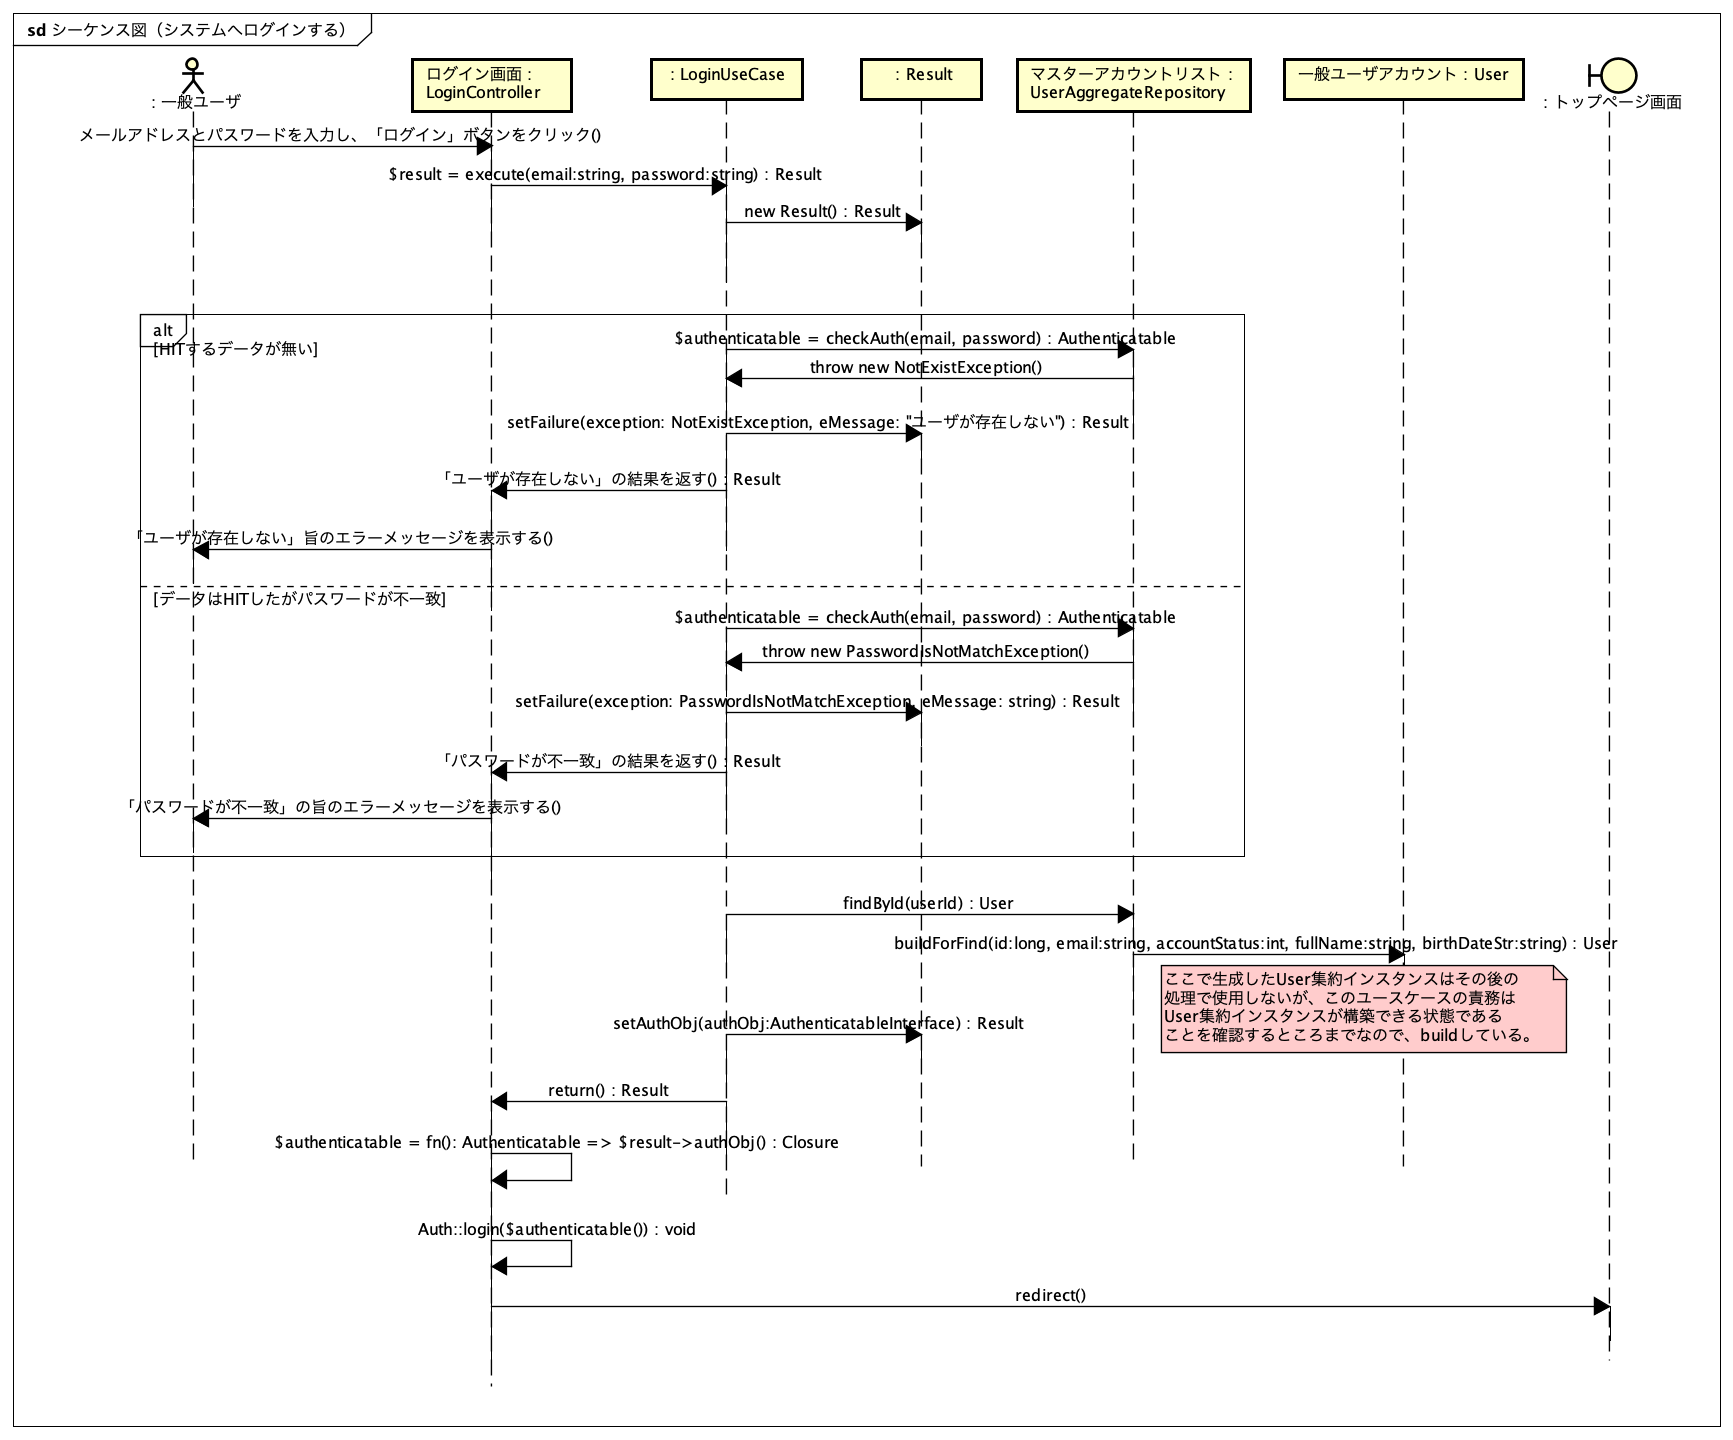 sd シーケンス図（システムへログインする）
: 一般ユーザ
ログイン画面 :
LoginController
: LoginUseCase
: Result
マスターアカウントリスト :
UserAggregateRepository
一般ユーザアカウント : User
: トップページ画面
メールアドレスとパスワードを入力し、「ログイン」ボタンをクリック()
$result = execute(email:string, password:string) : Result
new Result() : Result
alt
[HITするデータが無い]
$authenticatable = checkAuth(email, password) : Authenticatable
throw new NotExistException()
setFailure(exception: NotExistException, eMessage: "ユーザが存在しない") : Result
「ユーザが存在しない」の結果を返す() : Result
「ユーザが存在しない」旨のエラーメッセージを表示する()
[データはHITしたがパスワードが不一致]
$authenticatable = checkAuth(email, password) : Authenticatable
throw new PasswordIsNotMatchException()
setFailure(exception: PasswordIsNotMatchException, eMessage: string) : Result
「パスワードが不一致」の結果を返す() : Result
「パスワードが不一致」の旨のエラーメッセージを表示する()
findById(userId) : User
buildForFind(id:long, email:string, accountStatus:int, fullName:string, birthDateStr:string) : User
ここで生成したUser集約インスタンスはその後の
処理で使用しないが、このユースケースの責務は
User集約インスタンスが構築できる状態である
ことを確認するところまでなので、buildしている。
setAuthObj(authObj:AuthenticatableInterface) : Result
return() : Result
$authenticatable = fn(): Authenticatable => $result->authObj() : Closure
Auth::login($authenticatable()) : void
redirect()